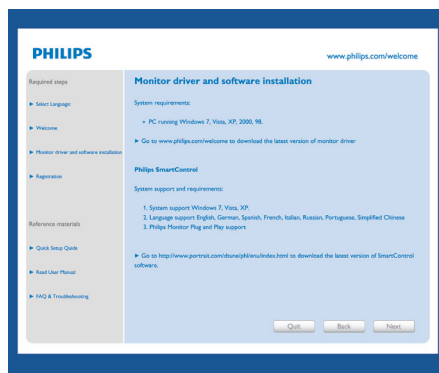 PHILIPS
www.philips.com/welcome
Required steps
Select Language:
Welcome
Monitor driver and software installation
Registration
Reference materials
Quick Setup Quide
Read User Manual
FAQ & Troubleshooting
Monitor driver and software installation
System requirements:
• PC running Windows 7, Vista, XP, 2000, 98.
Go to www.philips.com/welcome to download the latest version of monitor driver
Philips SmartControl
System support and requirements:
1. System support Windows 7, Vista, XP.
2. Language support English, German, Spanish, French, Italian, Russian, Portuguese, Simplified Chinese
3. Philips Monitor Plug and Play support
Go to http://www.portrait.com/dtune/phl/enu/index.html to download the latest version of SmartControl
software.
Quit
Back
Next